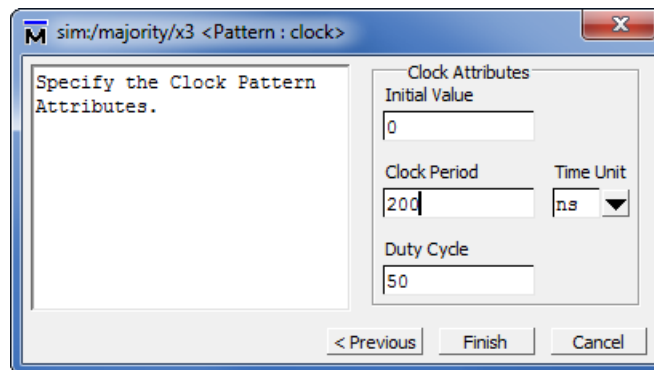 sim:/majority/x3 <Pattern : clock>
Specify the Clock Pattern
Attributes.
Clock Attributes
Initial Value
0
Clock Period
Time Unit
200
ns
Duty Cycle
50
< Previous
Finish
Cancel